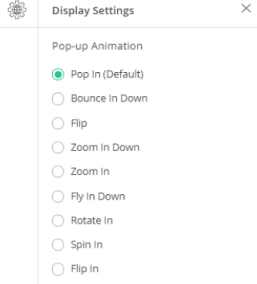 Display Settings
Pop-up Animation
Pop In (Default)
Bounce In Down
Flip
Zoom In Down
Zoom In
Fly In Down
Rotate In
Spin In
Flip In